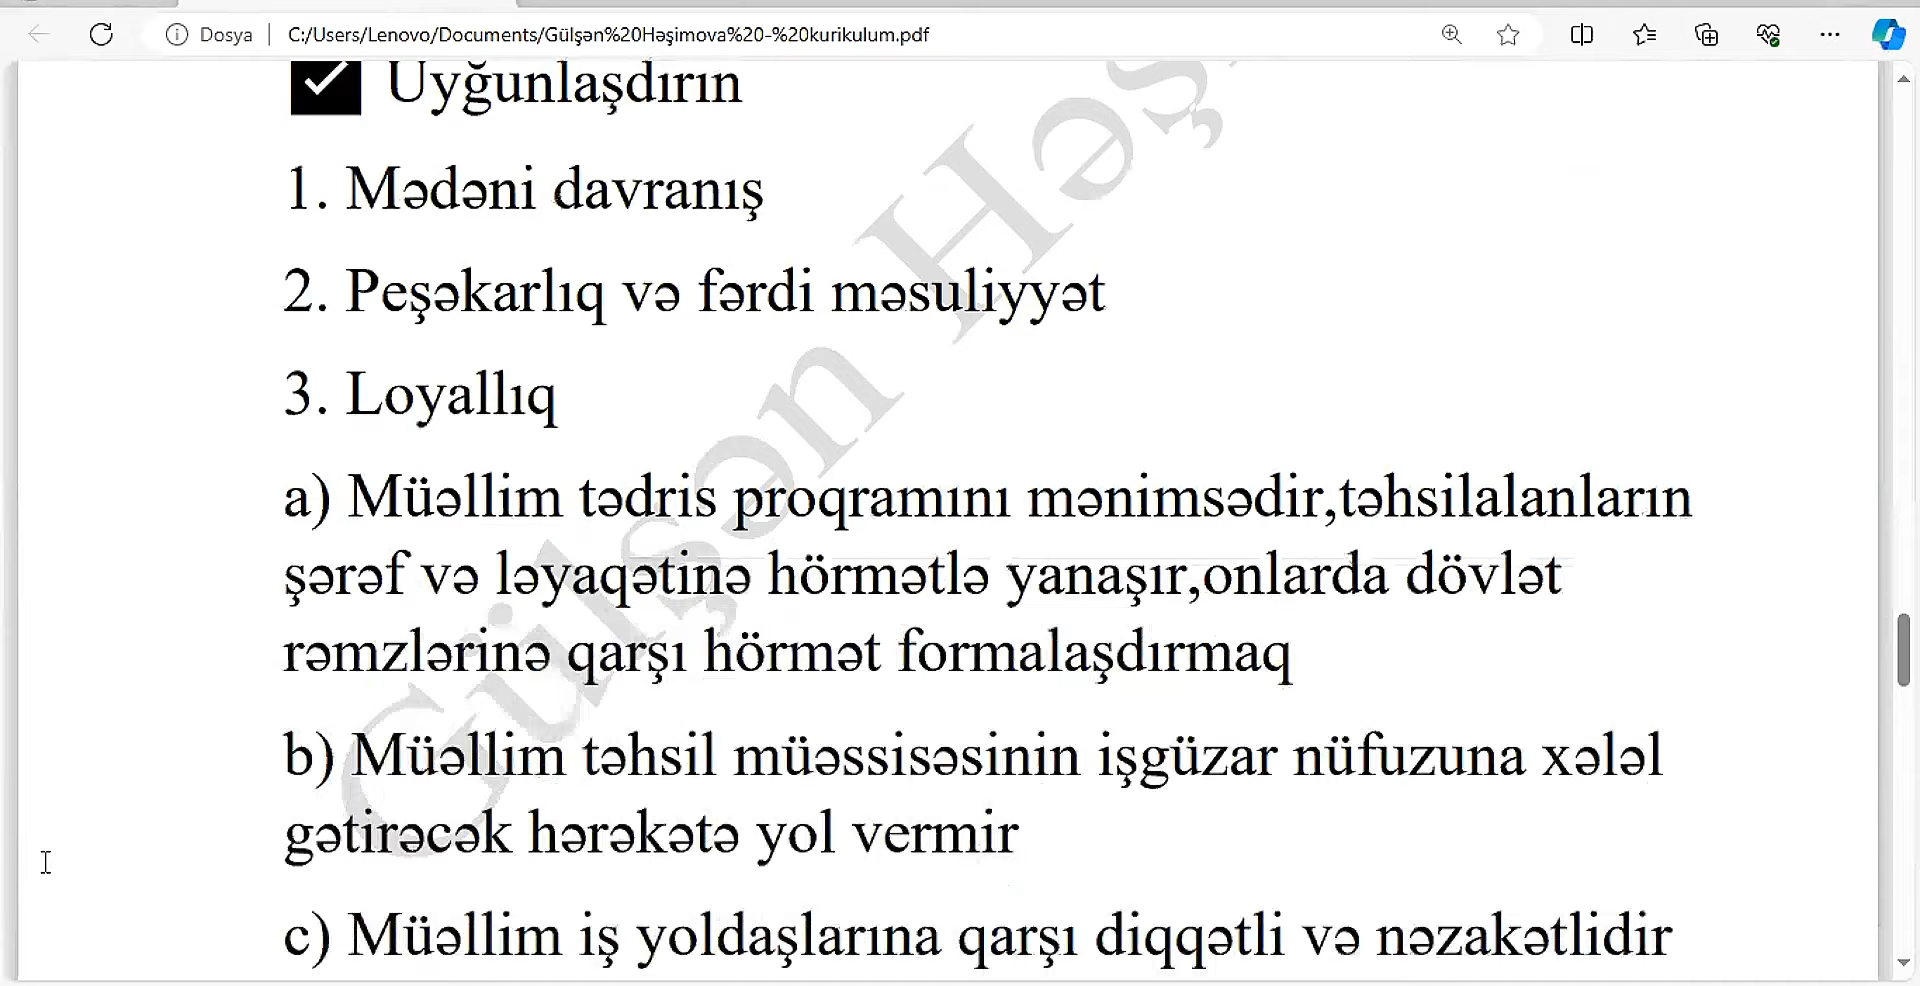 Dosya
C:/Users/Lenovo/Documents/Gülşən%20Həşimova%20-%20kurikulum.pdf
Uyğunlaşdırın
1. Mədəni davranış
2. Peşəkarlıq və fərdi məsuliyyət
3. Loyallıq
a) Müəllim tədris proqramını mənimsədir,təhsilalanların
şərəf və ləyaqətinə hörmətlə yanaşır,onlarda dövlət
rəmzlərinə qarşı hörmət formalaşdırmaq
b) Müəllim təhsil müəssisəsinin işgüzar nüfuzuna xələl
gətirəcək hərəkətə yol vermir
c) Müəllim iş yoldaşlarına qarşı diqqətli və nəzakətlidir
Gülşən Həş